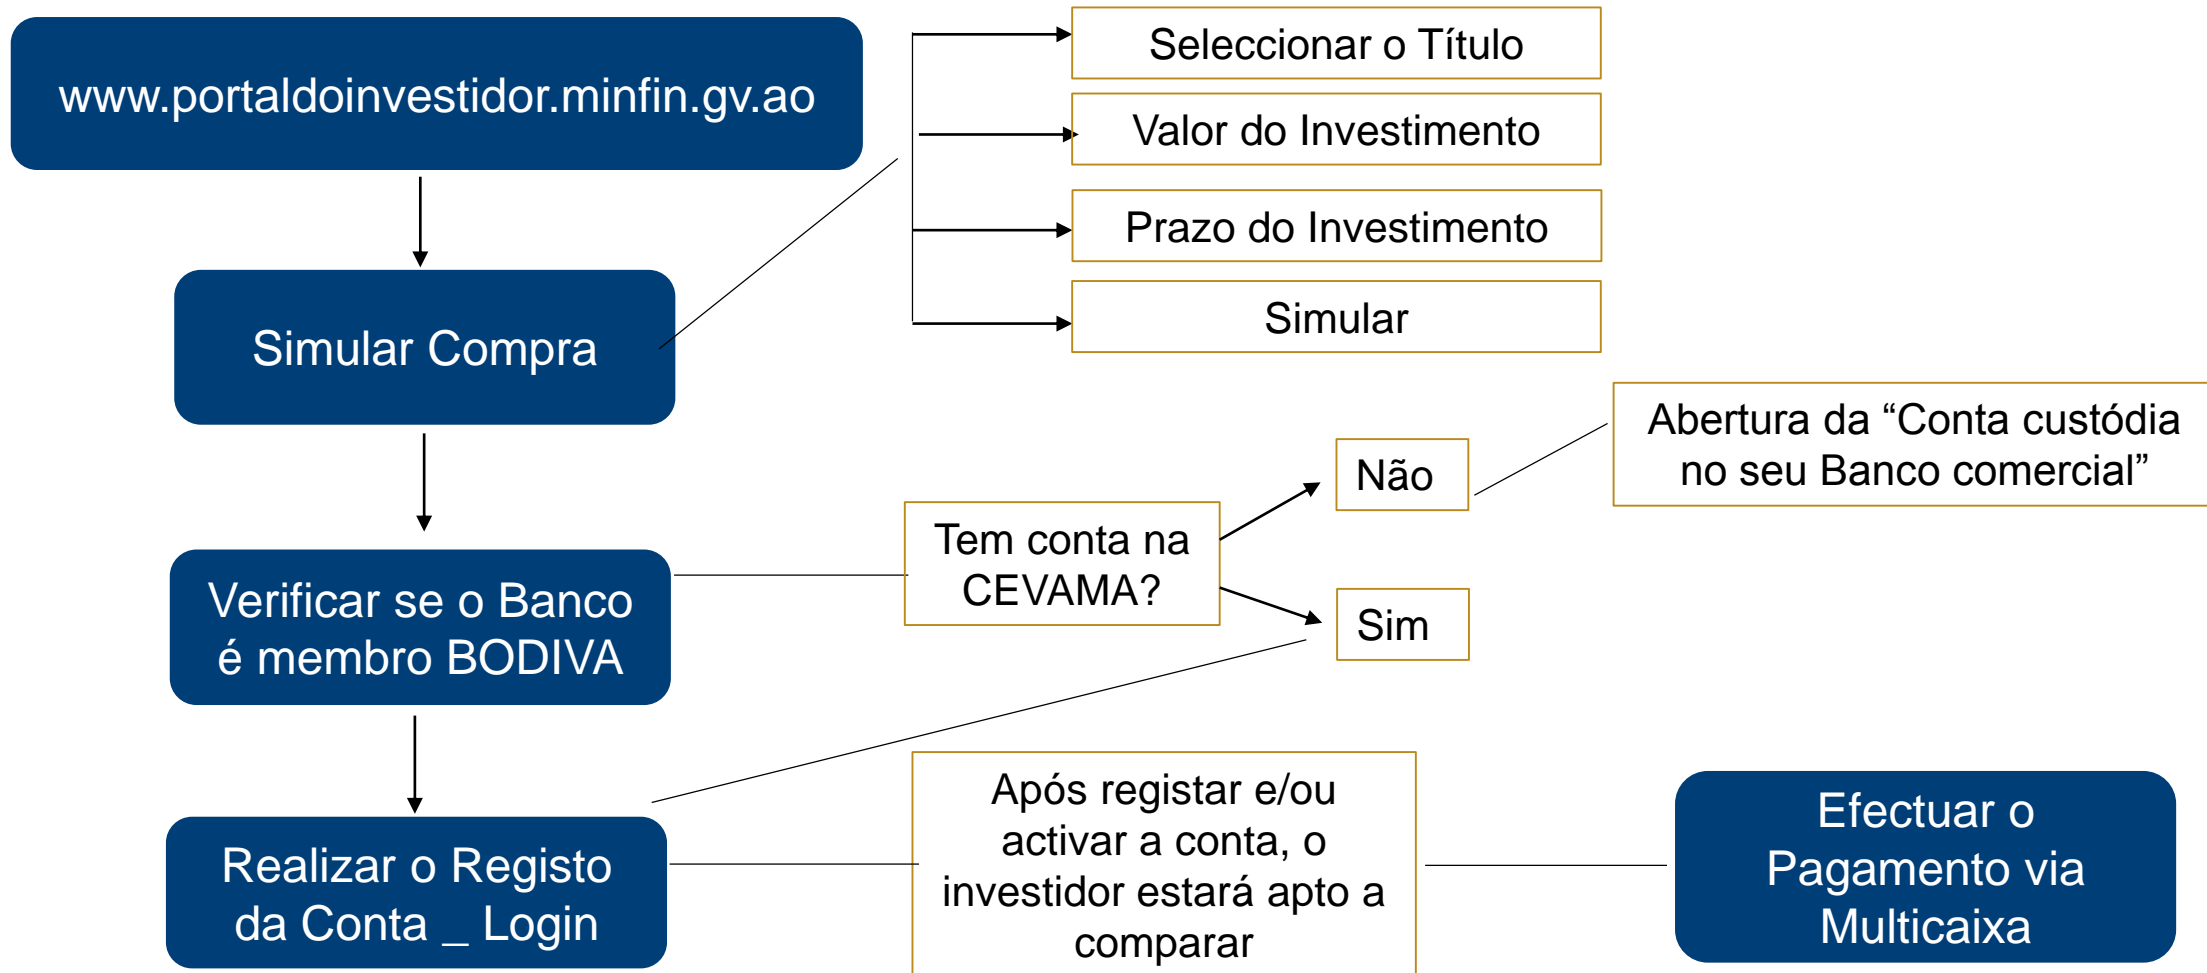 www.portaldoinvestidor.minfin.gv.ao
Seleccionar o Título
Valor do Investimento
Prazo do Investimento
Simular
Simular Compra
Abertura da “Conta custódia
no seu Banco comercial”
Não
Tem conta na
CEVAMA?
Sim
Verificar se o Banco
é membro BODIVA
Realizar o Registo
da Conta _ Login
Após registar e/ou
activar a conta, o
investidor estará apto a
comparar
Efectuar o
Pagamento via
Multicaixa